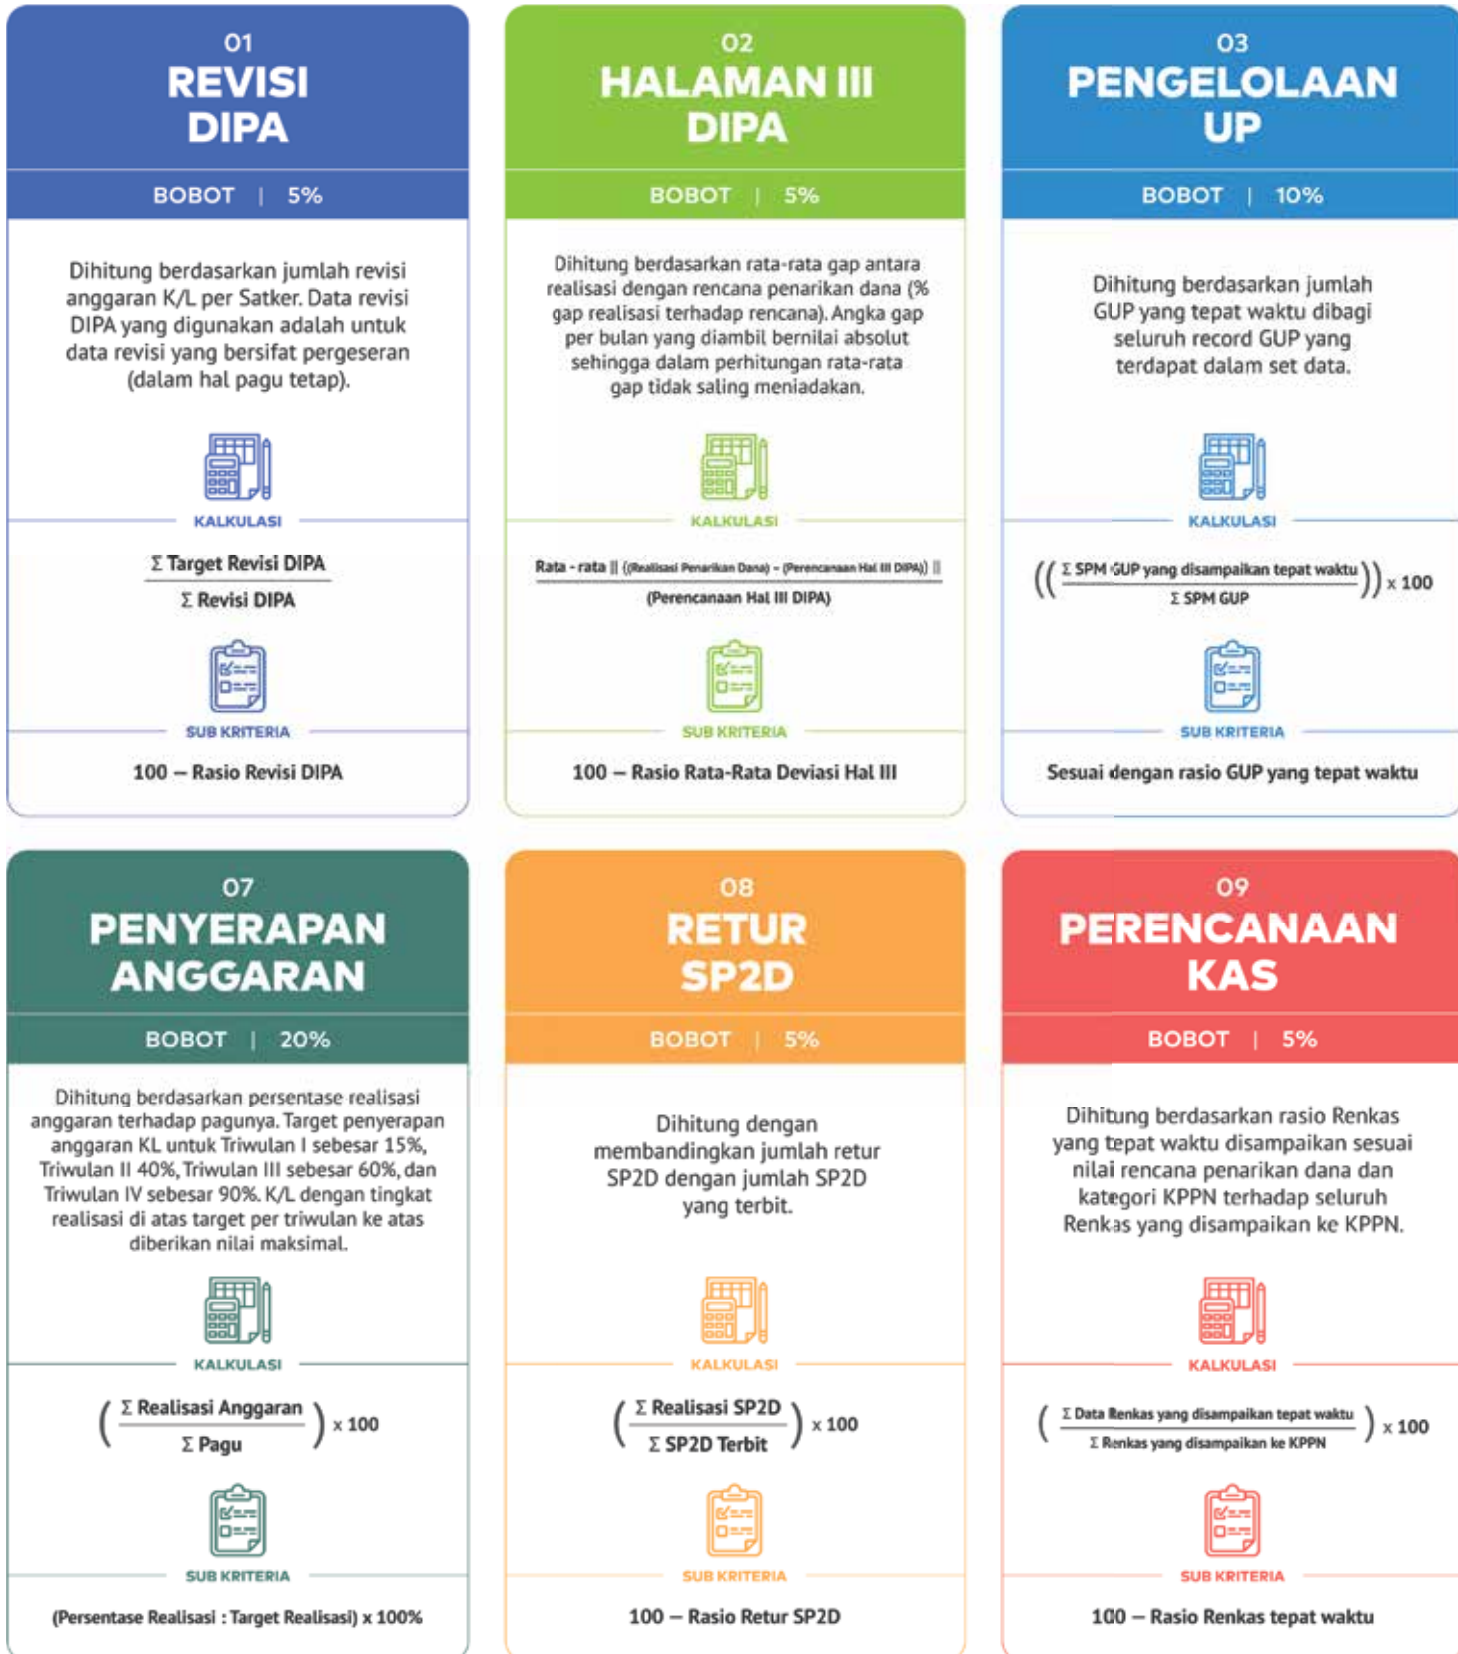 01
REVISI
DIPA
BOBOT | 5%
Dihitung berdasarkan jumlah revisi
anggaran K/L per Satker. Data revisi
DIPA yang digunakan adalah untuk
data revisi yang bersifat pergeseran
(dalam hal pagu tetap).
KALKULASI
Σ Target Revisi DIPA
Σ Revisi DIPA
SUB KRITERIA
100 – Rasio Revisi DIPA
02
HALAMAN III
DIPA
BOBOT | 5%
Dihitung berdasarkan rata-rata gap antara
realisasi dengan rencana penarikan dana (%
gap realisasi terhadap rencana). Angka gap
per bulan yang diambil bernilai absolut
sehingga dalam perhitungan rata-rata
gap tidak saling meniadakan.
KALKULASI
Rata - rata || ((Realisasi Penarikan Dana) – (Perencanaan Hal III DIPA)) ||
(Perencanaan Hal III DIPA)
SUB KRITERIA
100 – Rasio Rata-Rata Deviasi Hal III
03
PENGELOLAAN
UP
BOBOT | 10%
Dihitung berdasarkan jumlah
GUP yang tepat waktu dibagi
seluruh record GUP yang
terdapat dalam set data.
KALKULASI
((Σ SPM GUP yang disampaikan tepat waktu)) x 100
Σ SPM GUP
SUB KRITERIA
Sesuai dengan rasio GUP yang tepat waktu
07
PENYERAPAN
ANGGARAN
BOBOT | 20%
Dihitung berdasarkan persentase realisasi
anggaran terhadap pagunya. Target penyerapan
anggaran KL untuk Triwulan I sebesar 15%,
Triwulan II 40%, Triwulan III sebesar 60%, dan
Triwulan IV sebesar 90%. K/L dengan tingkat
realisasi di atas target per triwulan ke atas
diberikan nilai maksimal.
KALKULASI
(Σ Realisasi Anggaran) x 100
Σ Pagu
SUB KRITERIA
(Persentase Realisasi : Target Realisasi) x 100%
08
RETUR
SP2D
BOBOT | 5%
Dihitung dengan
membandingkan jumlah retur
SP2D dengan jumlah SP2D
yang terbit.
KALKULASI
(Σ Realisasi SP2D) x 100
Σ SP2D Terbit
SUB KRITERIA
100 – Rasio Retur SP2D
09
PERENCANAAN
KAS
BOBOT | 5%
Dihitung berdasarkan rasio Renkas
yang tepat waktu disampaikan sesuai
nilai rencana penarikan dana dan
kategori KPPN terhadap seluruh
Renkas yang disampaikan ke KPPN.
KALKULASI
(Σ Data Renkas yang disampaikan tepat waktu) x 100
Σ Renkas yang disampaikan ke KPPN
SUB KRITERIA
100 – Rasio Renkas tepat waktu